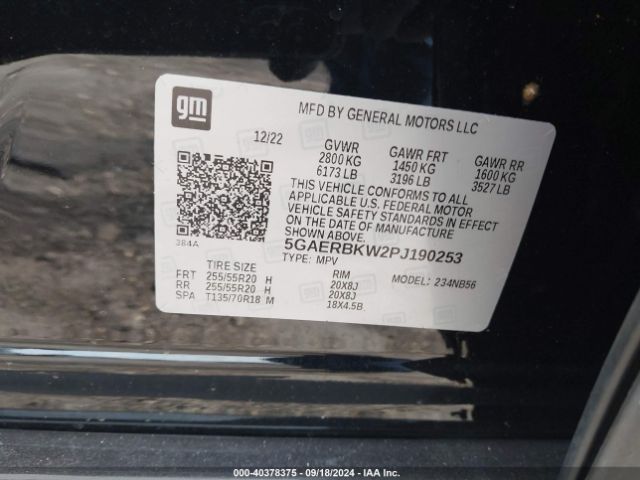 gm
MFD BY GENERAL MOTORS LLC
12/22
GVWR
2800 KG
6173 LB
GAWR FRT
1450 KG
3196 LB
GAWR RR
1600 KG
3527 LB
THIS VEHICLE CONFORMS TO ALL
APPLICABLE U.S. FEDERAL MOTOR
VEHICLE SAFETY STANDARDS IN EFFECT
ON THE DATE OF MANUFACTURE
SHOWN ABOVE.
384A
5GAERBKW2PJ190253
TYPE: MPV
MODEL: 234NB56
TIRE SIZE RIM
FRT 255/55R20 H 20X8J
RR 255/55R20 H 20X8J
SPA T135/70R18 M 18X4.5B
000-40378375 - 09/18/2024 - IAA Inc.